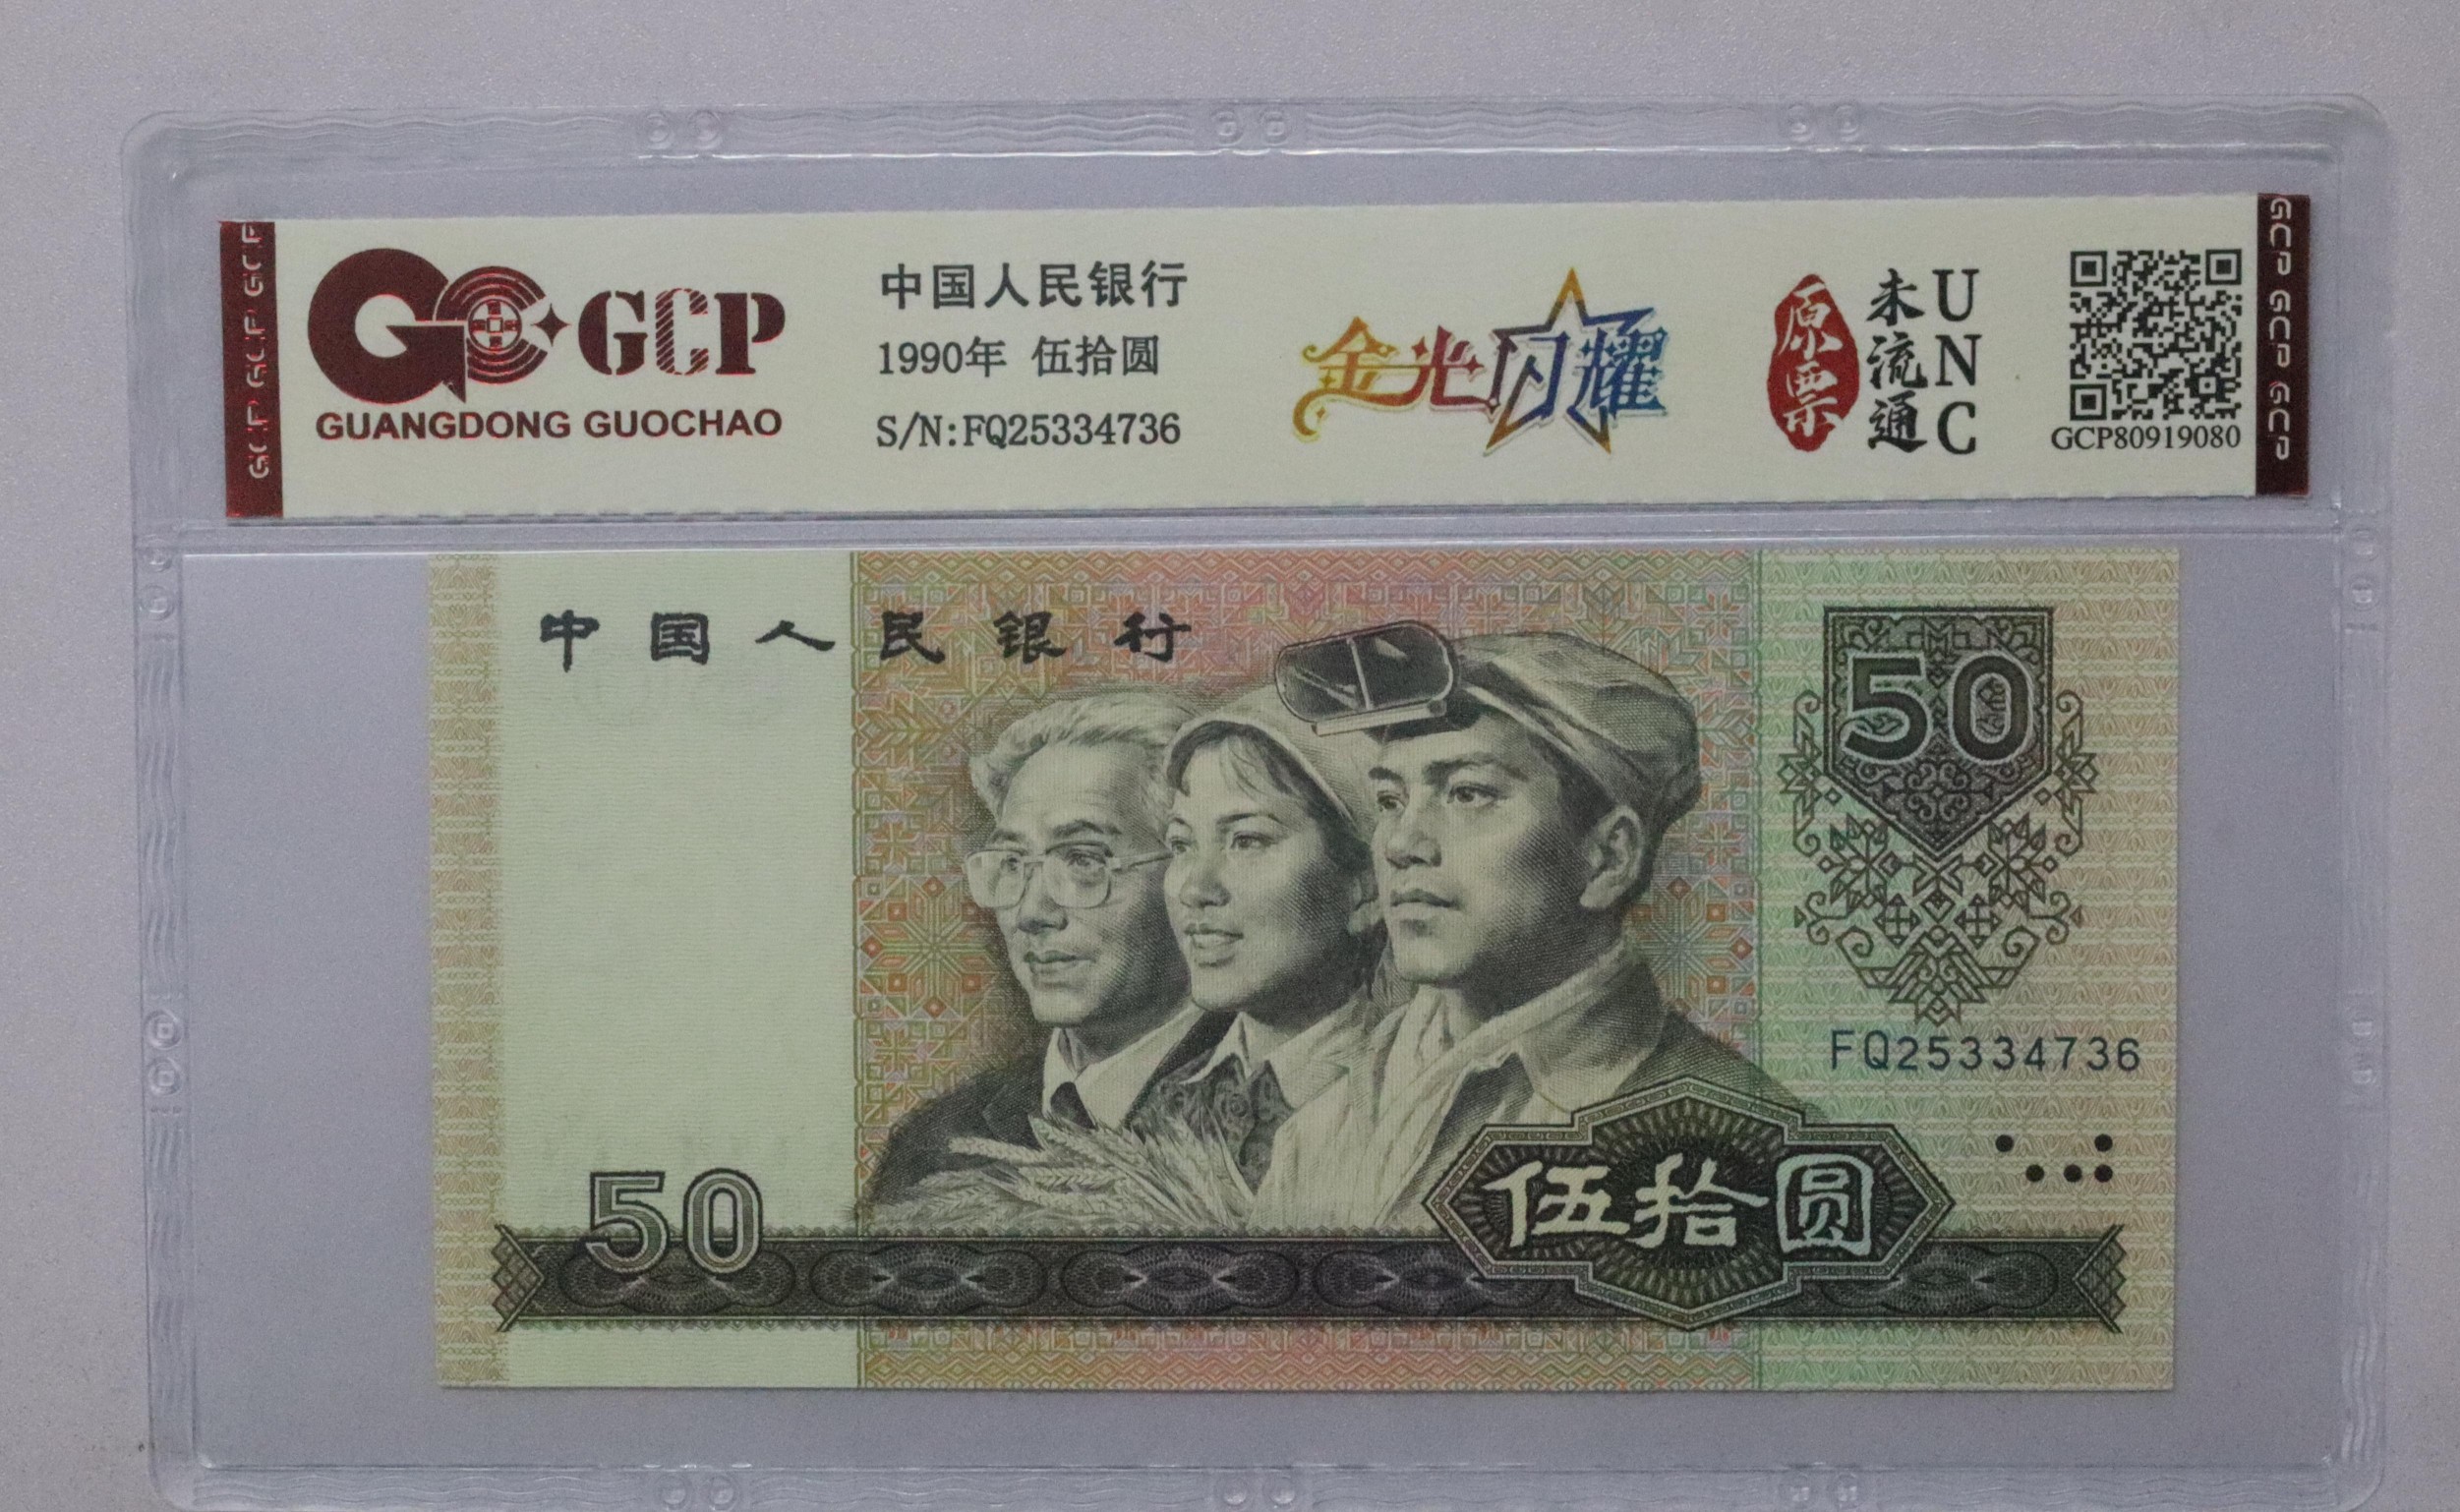 GCP GCP GCP
GCP
GUANGDONG GUOCHAO
中国人民银行
1990年 伍拾圆
S/N:FQ25334736
金光闪耀
原票
未流通
UNC
GCP80919080
GCP GCP GCP
中国人民银行
50
FQ25334736
50
伍拾圆